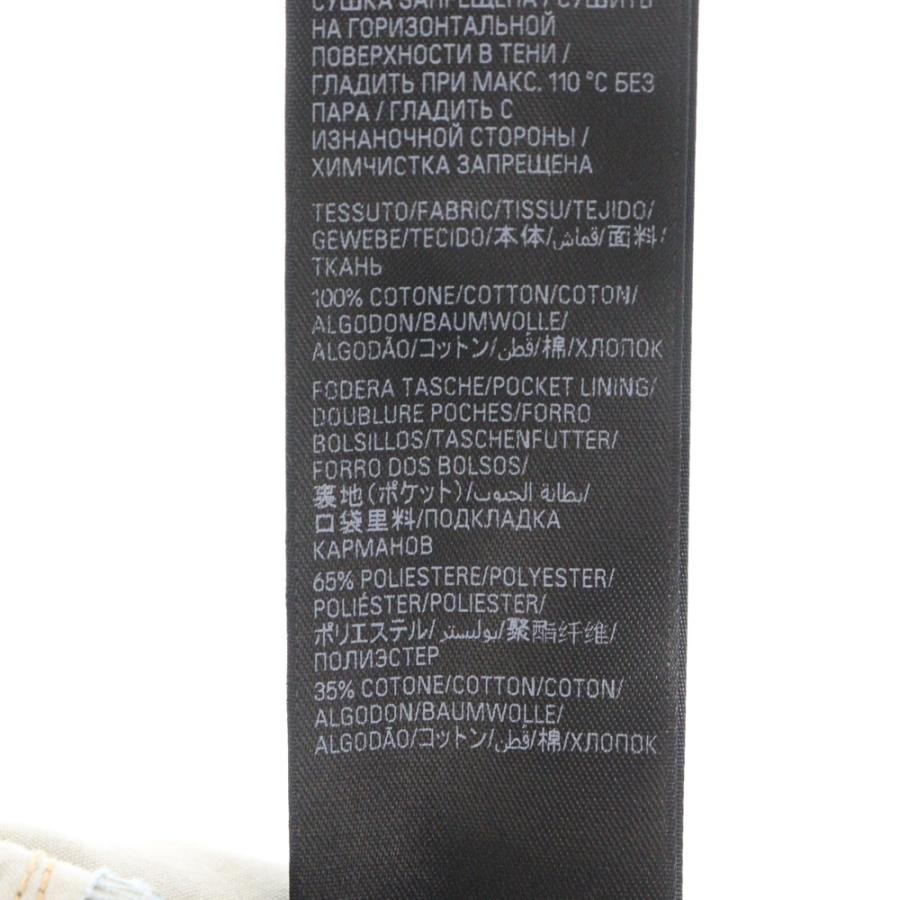 СУШКА ЗАПРЕЩЕНА / СУШИТЬ
НА ГОРИЗОНТАЛЬНОЙ
ПОВЕРХНОСТИ В ТЕНИ /
ГЛАДИТЬ ПРИ МАКС. 110 °C БЕЗ
ПАРА / ГЛАДИТЬ С
ИЗНАНОЧНОЙ СТОРОНЫ /
ХИМЧИСТКА ЗАПРЕЩЕНА
TESSUTO/FABRIC/TISSU/TEJIDO/
GEWEBE/TECIDO/本体/قماش/面料/
ТКАНЬ
100% COTONE/COTTON/COTON/
ALGODON/BAUMWOLLE/
ALGODÃO/コットン/قُطن/棉/ХЛОПОК
FODERA TASCHE/POCKET LINING/
DOUBLURE POCHES/FORRO
BOLSILLOS/TASCHENFUTTER/
FORRO DOS BOLSOS/
裏地(ポケット)/بطانة الجيوب/
口袋里料/ПОДКЛАДКА
КАРМАНОВ
65% POLIESTERE/POLYESTER/
POLIÉSTER/POLIESTER/
ポリエステル/بوليستر/聚酯纤维/
ПОЛИЭСТЕР
35% COTONE/COTTON/COTON/
ALGODON/BAUMWOLLE/
ALGODÃO/コットン/قُطن/棉/ХЛОПОК